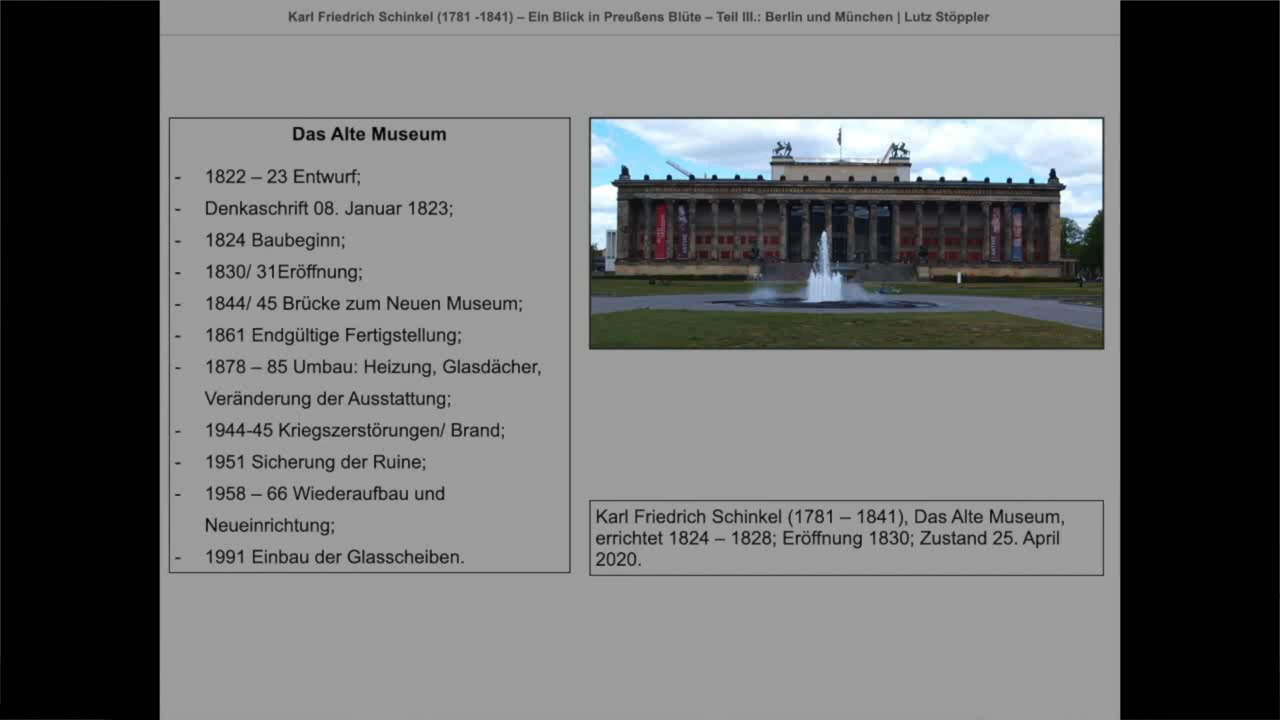 Karl Friedrich Schinkel (1781 -1841) – Ein Blick in Preußens Blüte – Teil III.: Berlin und München | Lutz Stöppler
Das Alte Museum
- 1822 – 23 Entwurf;
- Denkaschrift 08. Januar 1823;
- 1824 Baubeginn;
- 1830/ 31Eröffnung;
- 1844/ 45 Brücke zum Neuen Museum;
- 1861 Endgültige Fertigstellung;
- 1878 – 85 Umbau: Heizung, Glasdächer,
Veränderung der Ausstattung;
- 1944-45 Kriegszerstörungen/ Brand;
- 1951 Sicherung der Ruine;
- 1958 – 66 Wiederaufbau und
Neueinrichtung;
- 1991 Einbau der Glasscheiben.
Karl Friedrich Schinkel (1781 – 1841), Das Alte Museum,
errichtet 1824 – 1828; Eröffnung 1830; Zustand 25. April
2020.